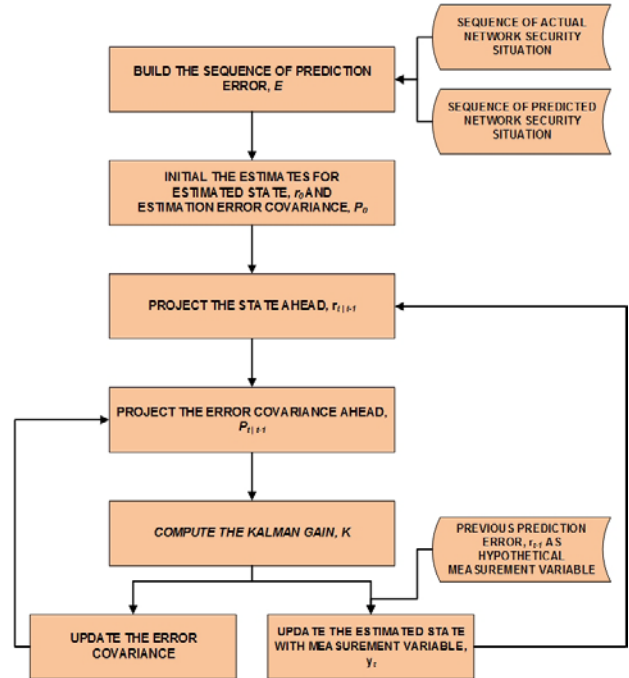 SEQUENCE OF ACTUAL
NETWORK SECURITY
SITUATION
BUILD THE SEQUENCE OF PREDICTION
ERROR, E
SEQUENCE OF PREDICTED
NETWORK SECURITY
SITUATION
INITIAL THE ESTIMATES FOR
ESTIMATED STATE, r₀ AND
ESTIMATION ERROR COVARIANCE, P₀
PROJECT THE STATE AHEAD, rₜ|ₜ₋₁
PROJECT THE ERROR COVARIANCE AHEAD,
Pₜ|ₜ₋₁
COMPUTE THE KALMAN GAIN, K
PREVIOUS PREDICTION
ERROR, rₜ₋₁ AS
HYPOTHETICAL
MEASUREMENT VARIABLE
UPDATE THE ERROR
COVARIANCE
UPDATE THE ESTIMATED STATE
WITH MEASUREMENT VARIABLE,
yₜ